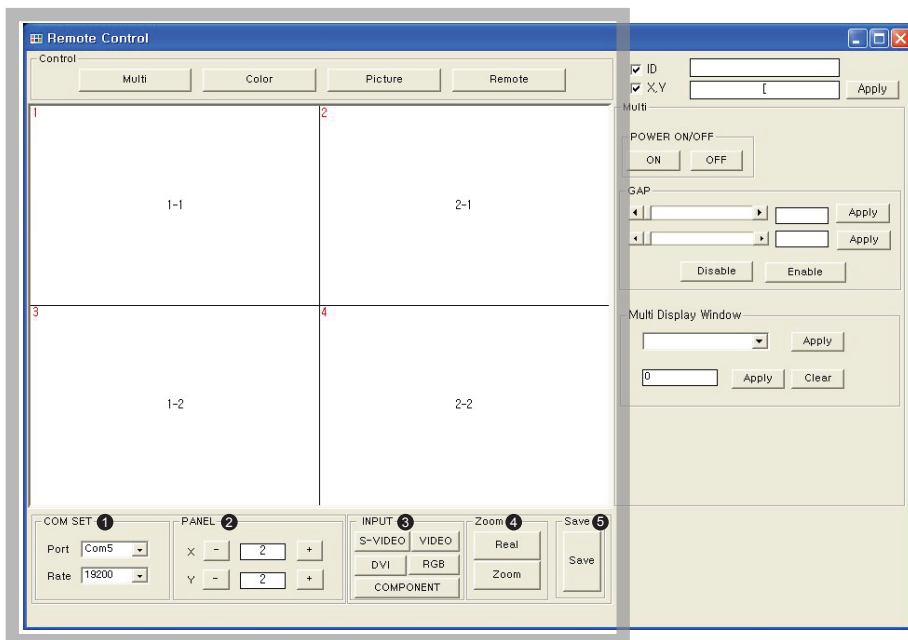 Remote Control
Control
Multi Color Picture Remote
ID
X,Y [ Apply
Multi
POWER ON/OFF
ON OFF
GAP
Apply
Apply
Disable Enable
Multi Display Window
Apply
0 Apply Clear
1 2
1-1 2-1
3 4
1-2 2-2
COM SET 1 PANEL 2 INPUT 3 Zoom 4 Save 5
Port Com5 X - 2 + S-VIDEO VIDEO Real
DVI RGB Save
Rate 19200 Y - 2 + COMPONENT Zoom